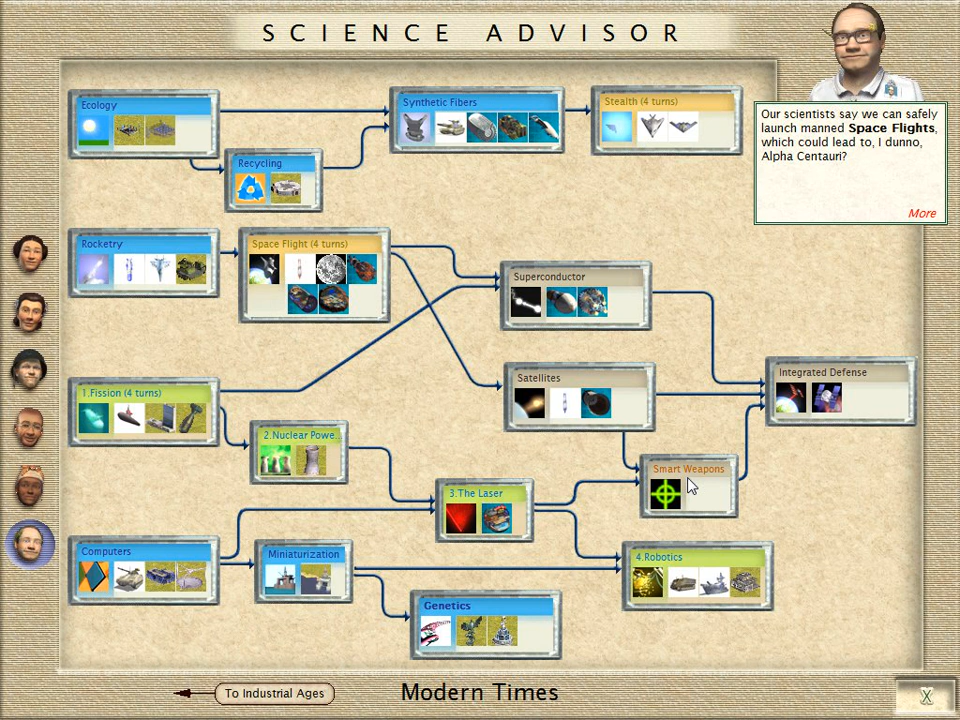 SCIENCE ADVISOR
Our scientists say we can safely
launch manned Space Flights,
which could lead to, I dunno,
Alpha Centauri?
More
Ecology
Synthetic Fibers
Stealth (4 turns)
Recycling
Rocketry
Space Flight (4 turns)
Superconductor
Satellites
Integrated Defense
1.Fission (4 turns)
2.Nuclear Powe...
Smart Weapons
3.The Laser
Computers
Miniaturization
4.Robotics
Genetics
To Industrial Ages
Modern Times
X